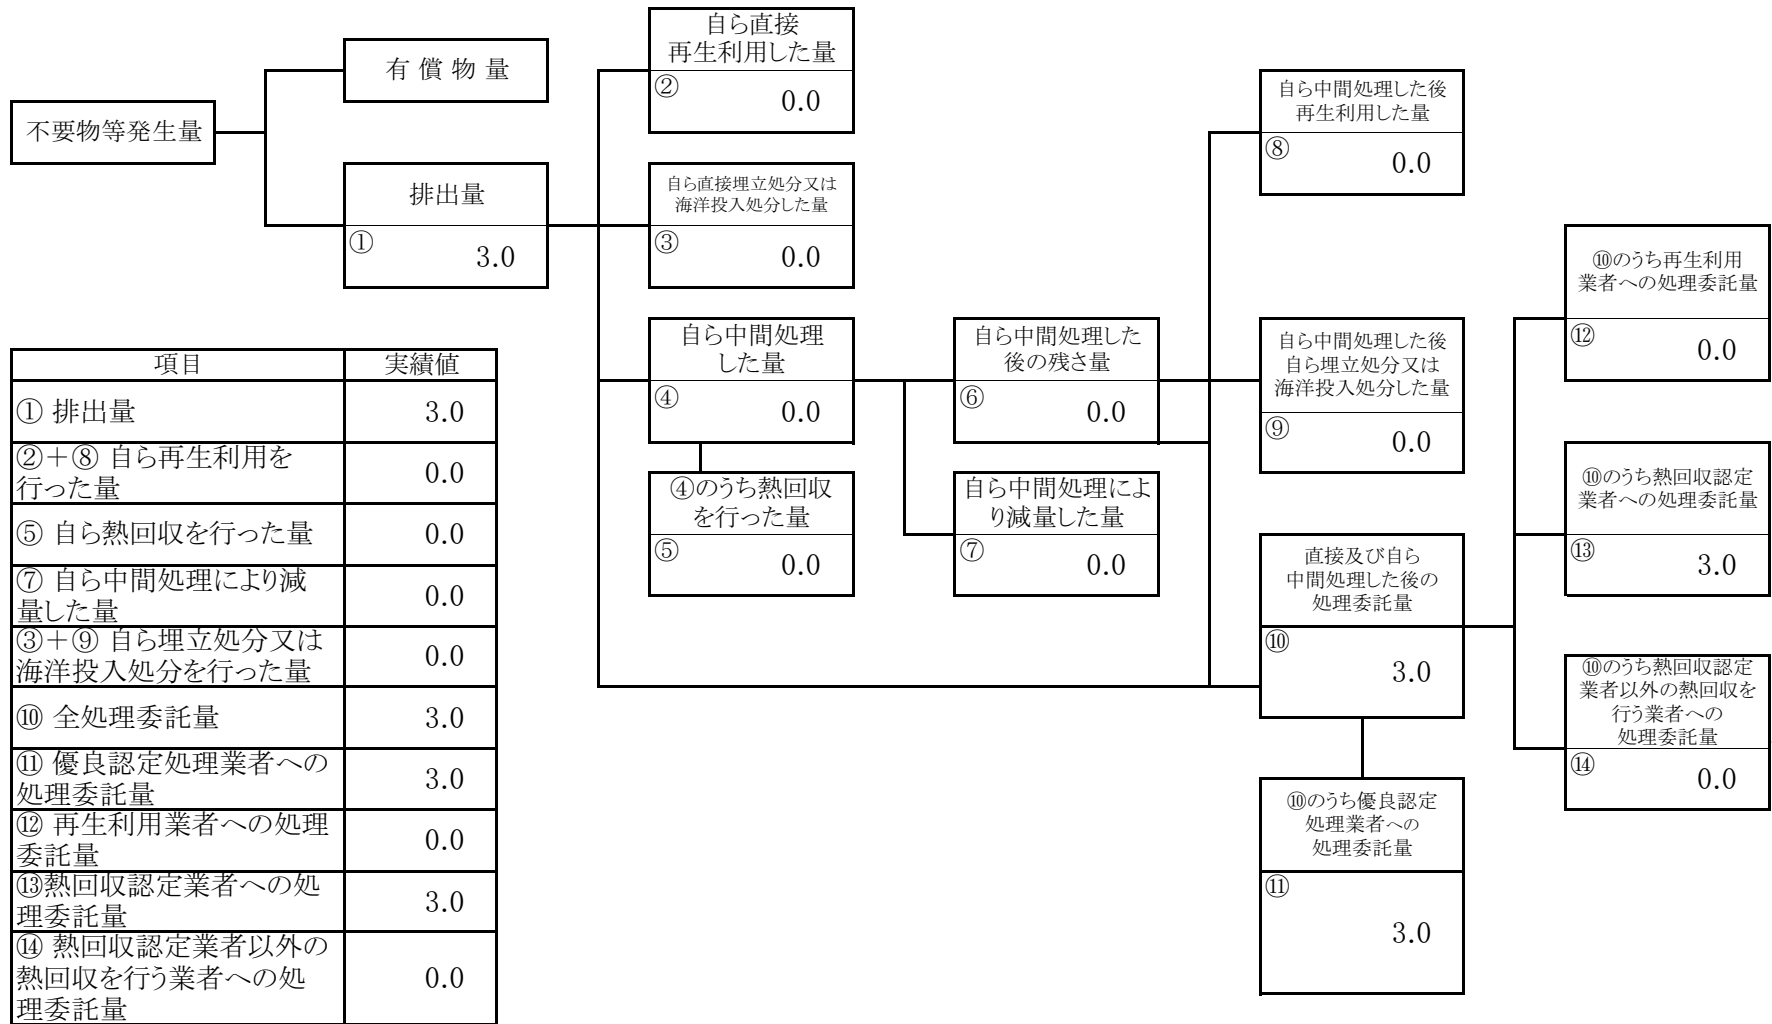 自ら直接
再生利用した量
②
0.0
有 償 物 量
不要物等発生量
排出量
①
3.0
自ら直接埋立処分又は
海洋投入処分した量
③
0.0
自ら中間処理
した量
④
0.0
④のうち熱回収
を行った量
⑤
0.0
自ら中間処理した
後の残さ量
⑥
0.0
自ら中間処理によ
り減量した量
⑦
0.0
自ら中間処理した後
再生利用した量
⑧
0.0
自ら中間処理した後
自ら埋立処分又は
海洋投入処分した量
⑨
0.0
直接及び自ら
中間処理した後の
処理委託量
⑩
3.0
⑩のうち優良認定
処理業者への
処理委託量
⑪
3.0
⑩のうち再生利用
業者への処理委託量
⑫
0.0
⑩のうち熱回収認定
業者への処理委託量
⑬
3.0
⑩のうち熱回収認定
業者以外の熱回収を
行う業者への
処理委託量
⑭
0.0
項目 実績値
① 排出量 3.0
②＋⑧ 自ら再生利用を
行った量 0.0
⑤ 自ら熱回収を行った量 0.0
⑦ 自ら中間処理により減
量した量 0.0
③＋⑨ 自ら埋立処分又は
海洋投入処分を行った量 0.0
⑩ 全処理委託量 3.0
⑪ 優良認定処理業者への
処理委託量 3.0
⑫ 再生利用業者への処理
委託量 0.0
⑬熱回収認定業者への処
理委託量 3.0
⑭ 熱回収認定業者以外の
熱回収を行う業者への処
理委託量 0.0